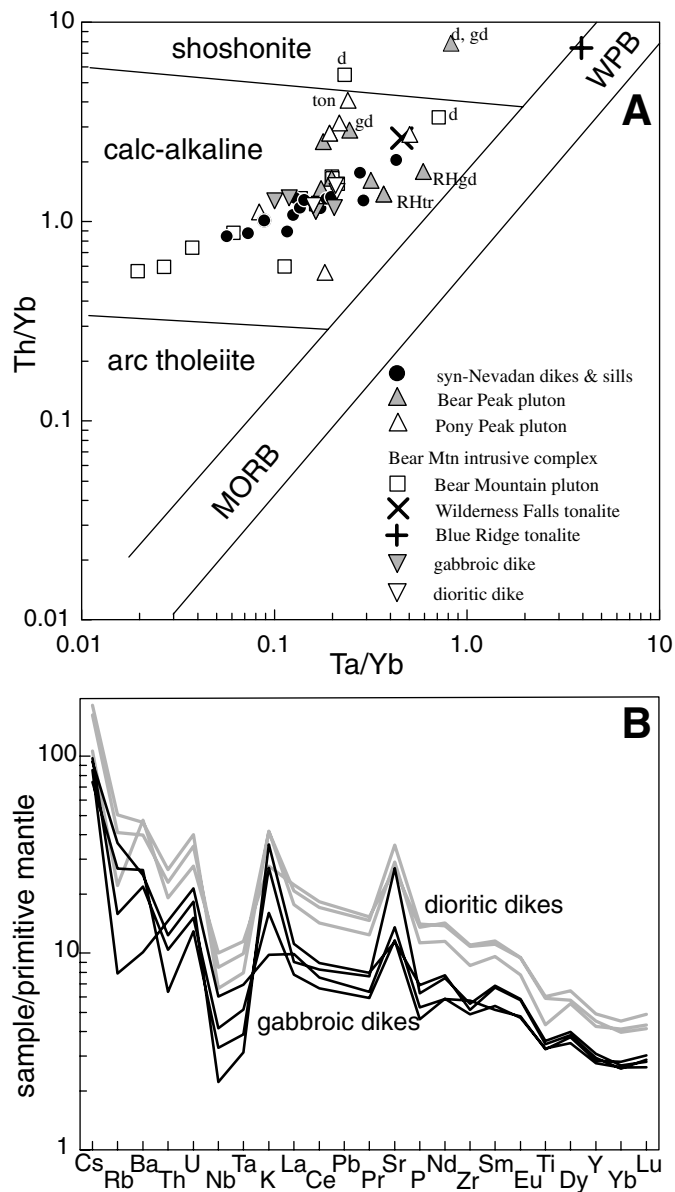 10
shoshonite
d
d, gd
WPB
A
ton
gd
d
calc-alkaline
RHgd
RHtr
1.0
Th/Yb
arc tholeiite
0.1
MORB
syn-Nevadan dikes & sills
Bear Peak pluton
Pony Peak pluton
Bear Mtn intrusive complex
Bear Mountain pluton
Wilderness Falls tonalite
Blue Ridge tonalite
gabbroic dike
dioritic dike
0.01
0.01 0.1 1.0 10
Ta/Yb
B
100
sample/primitive mantle
dioritic dikes
10
gabbroic dikes
1
Cs Rb Ba Th U Nb Ta K La Ce Pb Pr Sr P Nd Zr Sm Eu Ti Dy Y Yb Lu